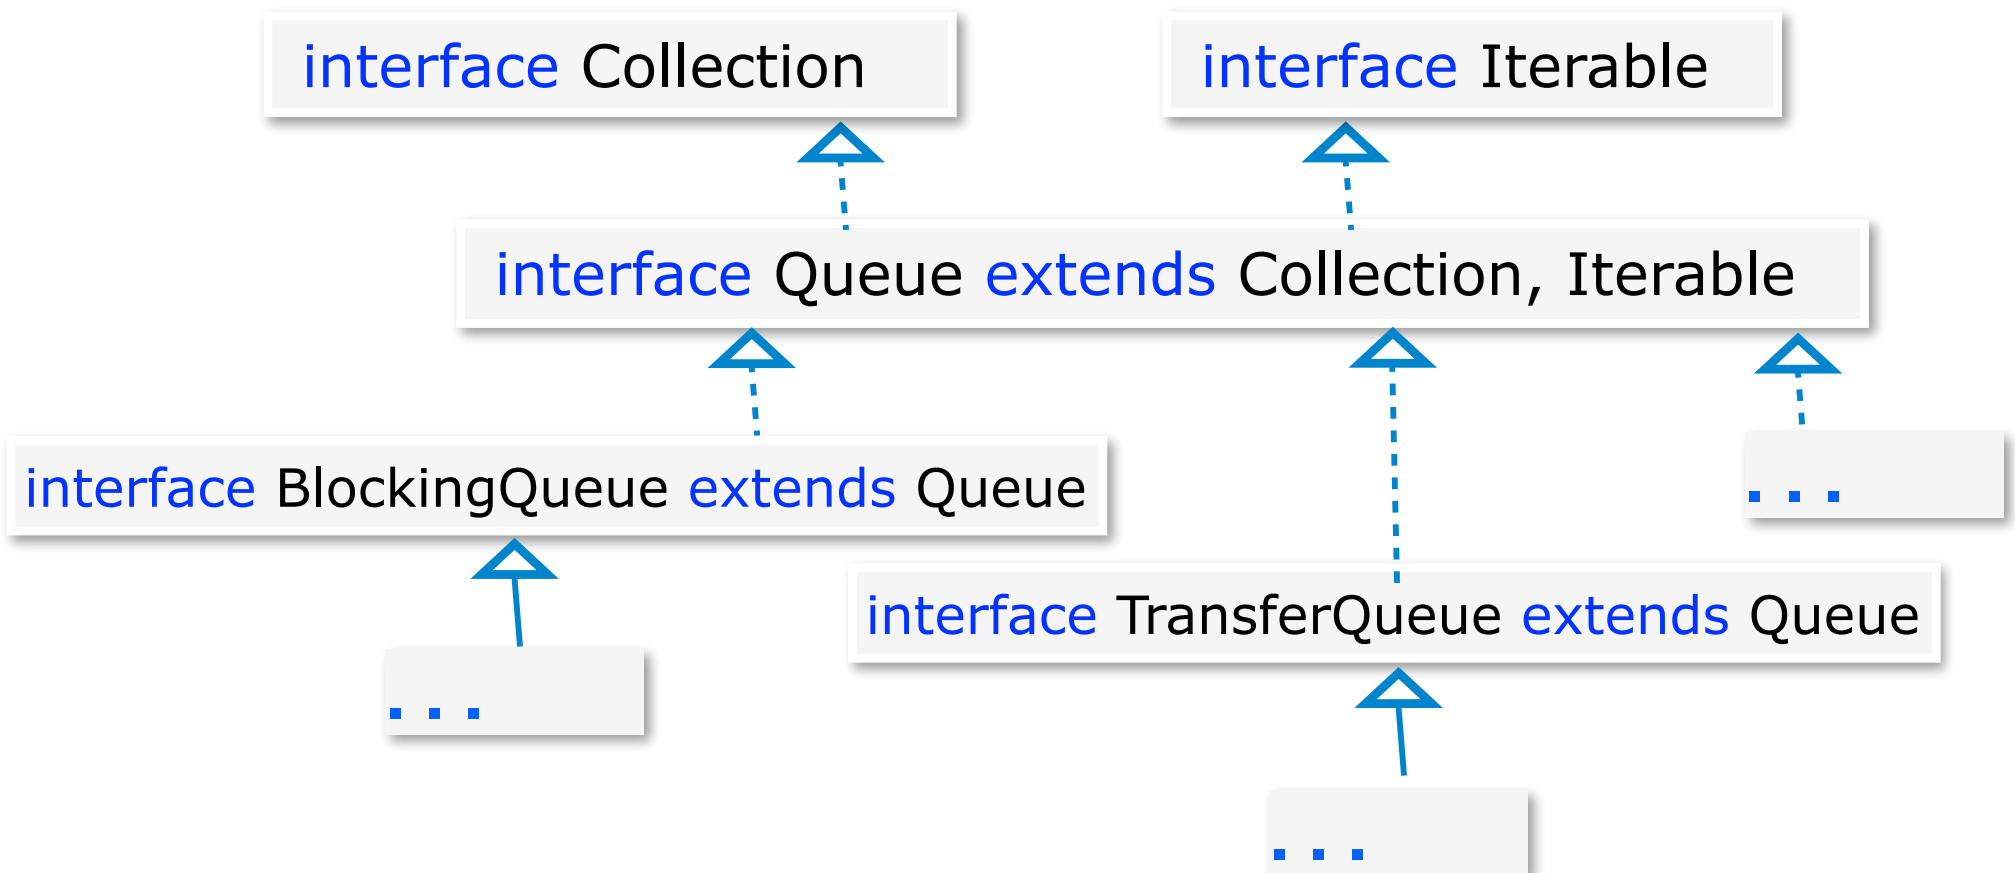 interface Collection
interface Iterable
interface Queue extends Collection, Iterable
interface BlockingQueue extends Queue
. . .
interface TransferQueue extends Queue
. . .
. . .